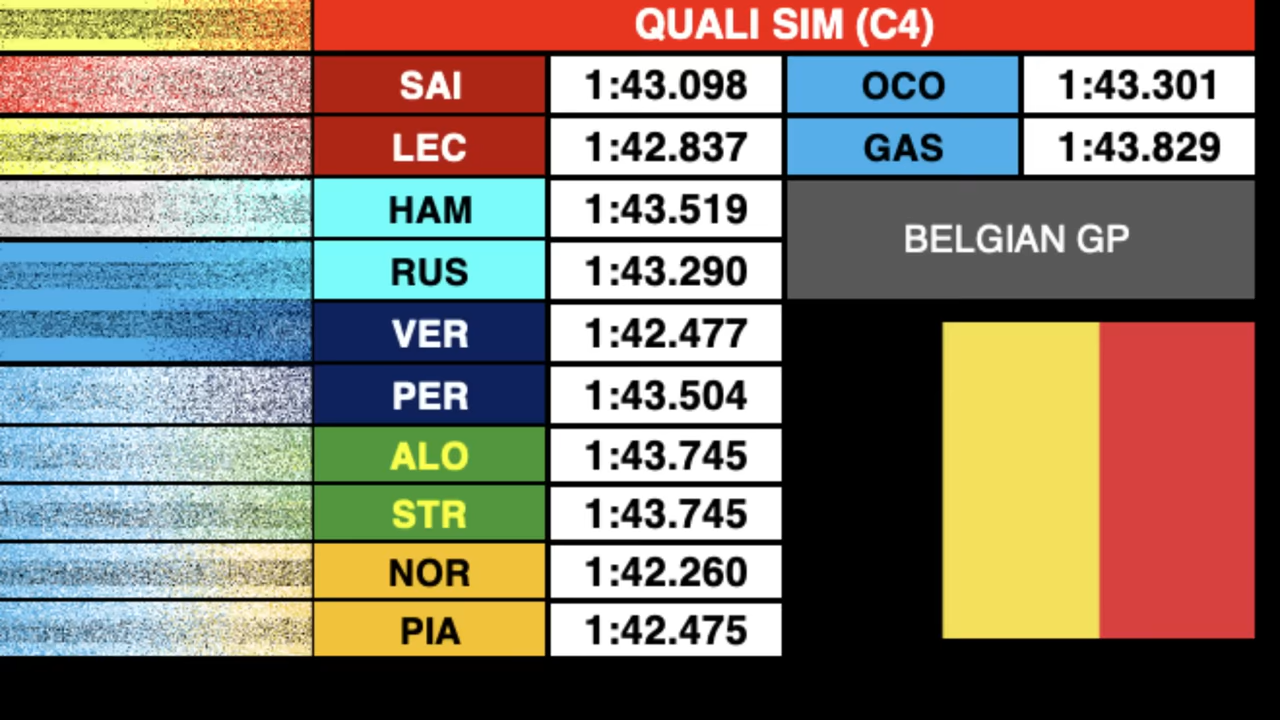 QUALI SIM (C4)
SAI 1:43.098 OCO 1:43.301
LEC 1:42.837 GAS 1:43.829
HAM 1:43.519
BELGIAN GP
RUS 1:43.290
VER 1:42.477
PER 1:43.504
ALO 1:43.745
STR 1:43.745
NOR 1:42.260
PIA 1:42.475